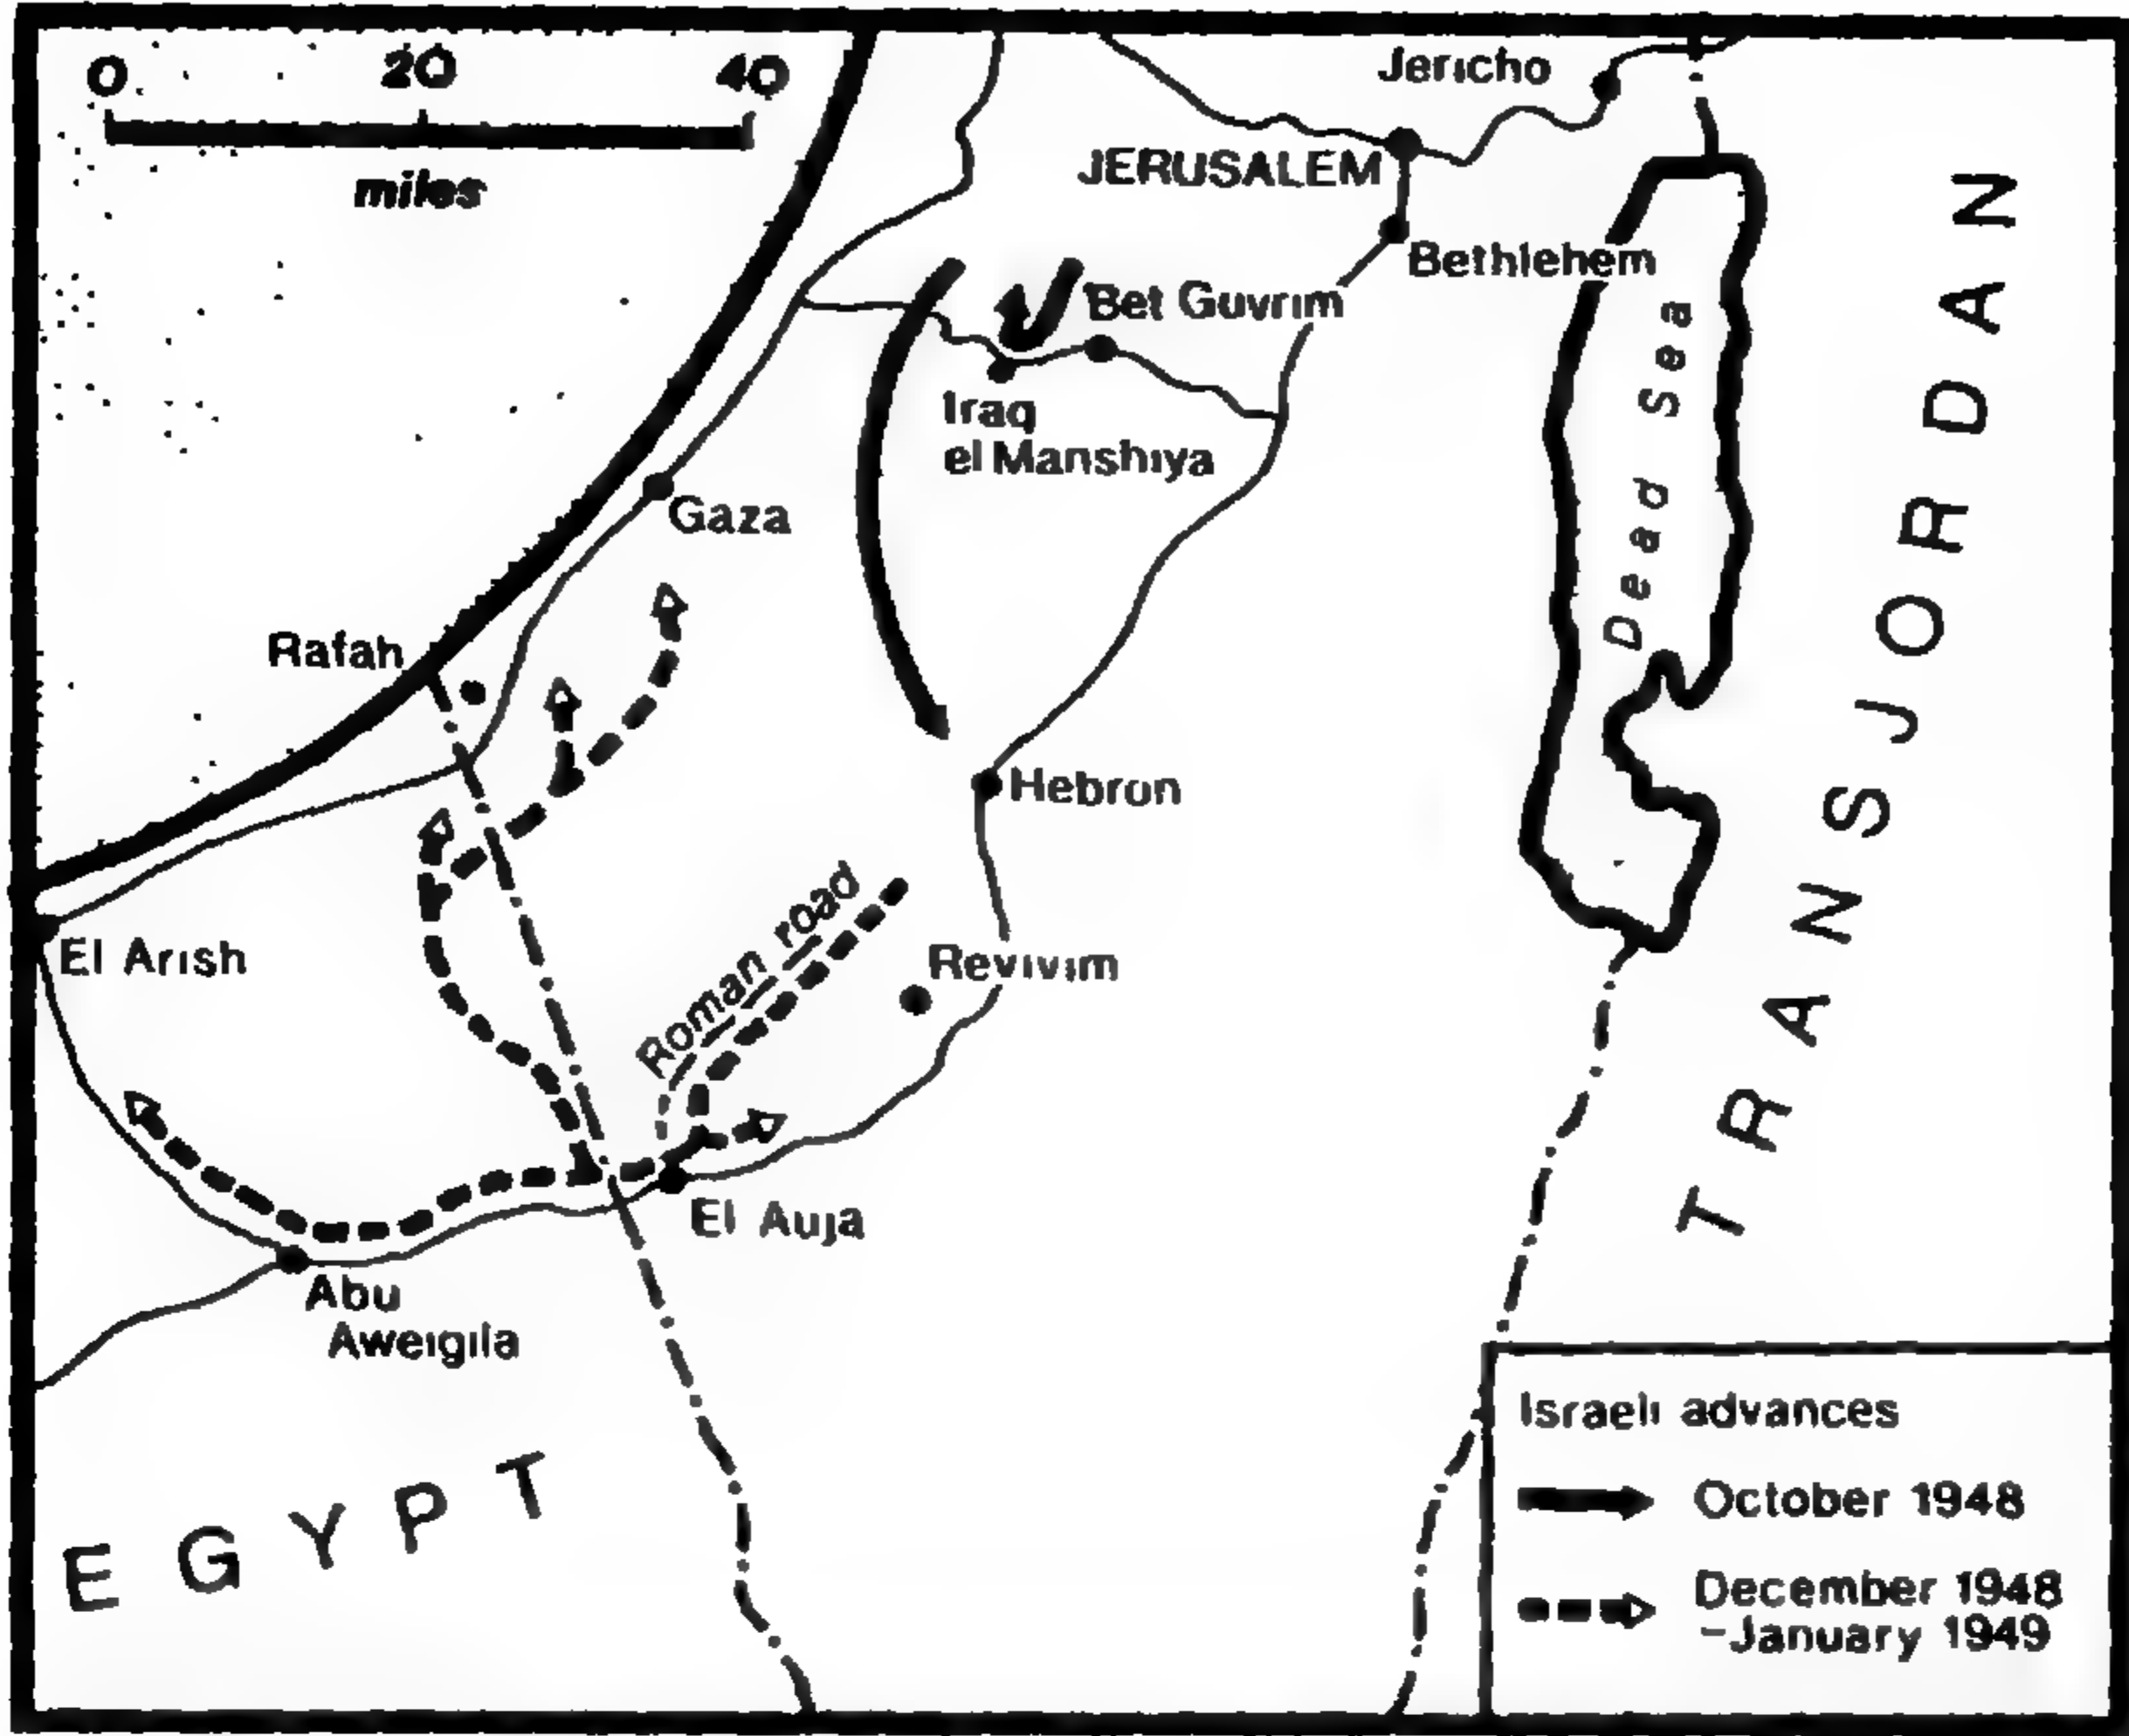 0 20 40
miles
Jericho
JERUSALEM
Bethlehem
Bet Guvrim
Iraq
el Manshiya
Dead Sea
TRANSJORDAN
Gaza
Rafah
Hebron
Roman road
Revivim
El Arish
El Auja
Abu
Aweigila
EGYPT
Israeli advances
October 1948
December 1948
–January 1949